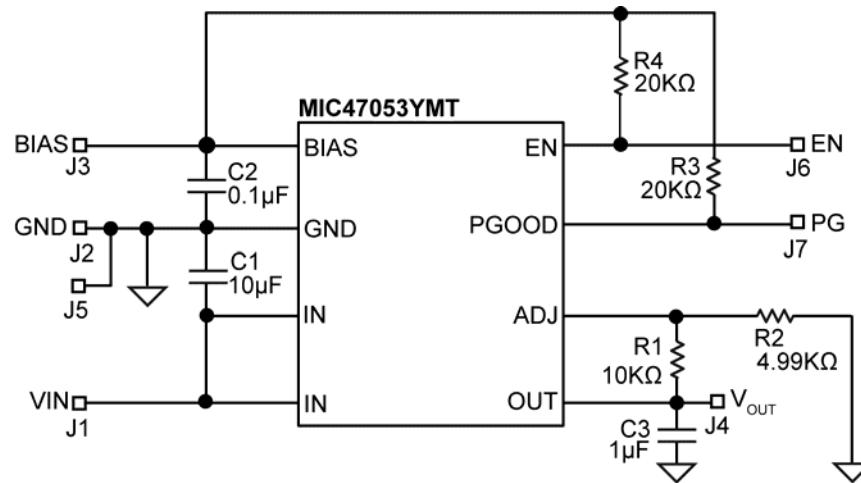 R4
20KΩ
MIC47053YMT
BIAS
J3
BIAS
EN
EN
J6
C2
0.1µF
R3
20KΩ
GND
J2
GND
PGOOD
PG
J7
C1
10µF
J5
IN
ADJ
R1
10KΩ
R2
4.99KΩ
VIN
J1
IN
OUT
VOUT
J4
C3
1µF